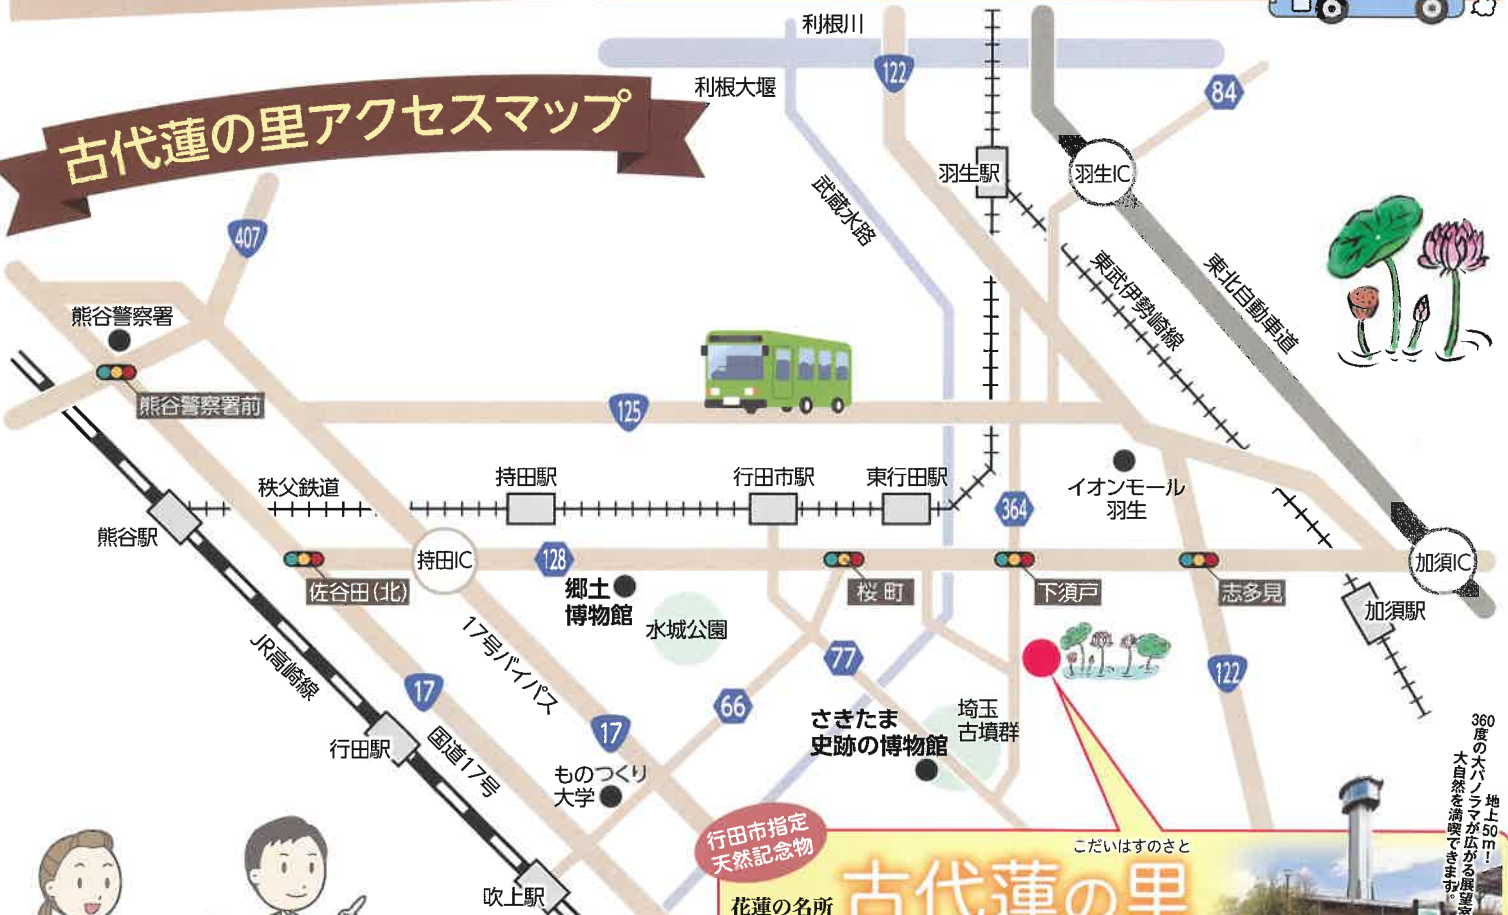 利根川
利根大堰
122
84
古代蓮の里アクセスマップ
羽生駅
羽生IC
武蔵水路
407
東武伊勢崎線
東北自動車道
熊谷警察署
熊谷警察署前
125
秩父鉄道
持田駅
行田市駅
東行田駅
364
イオンモール
羽生
熊谷駅
持田IC
128
加須IC
佐谷田(北)
郷土
博物館
桜町
下須戸
志多見
加須駅
水城公園
JR高崎線
17号バイパス
77
17
66
122
さきたま
史跡の博物館
埼玉
古墳群
17
行田駅
国道17号
ものつくり
大学
地上50m!
360度の大パノラマが広がる展望室
大自然を満喫できます。
行田市指定
天然記念物
こだいはすのさと
古代蓮の里
吹上駅
花蓮の名所